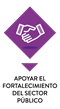 APOYAR EL
FORTALECIMIENTO
DEL SECTOR
PÚBLICO